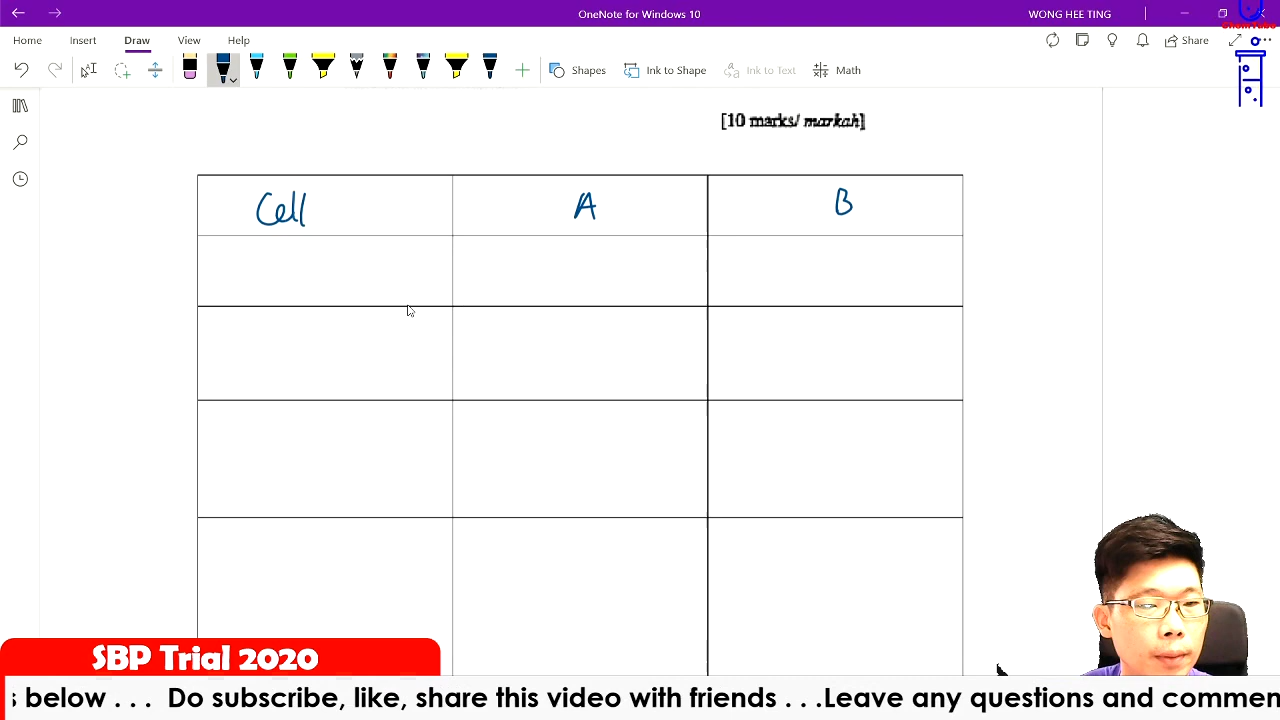 OneNote for Windows 10
WONG HEE TING
Home Insert Draw View Help
Share
Shapes Ink to Shape Ink to Text Math
[10 marks/ markah]
Cell A B
SBP Trial 2020
s below . . . Do subscribe, like, share this video with friends . . .Leave any questions and commen